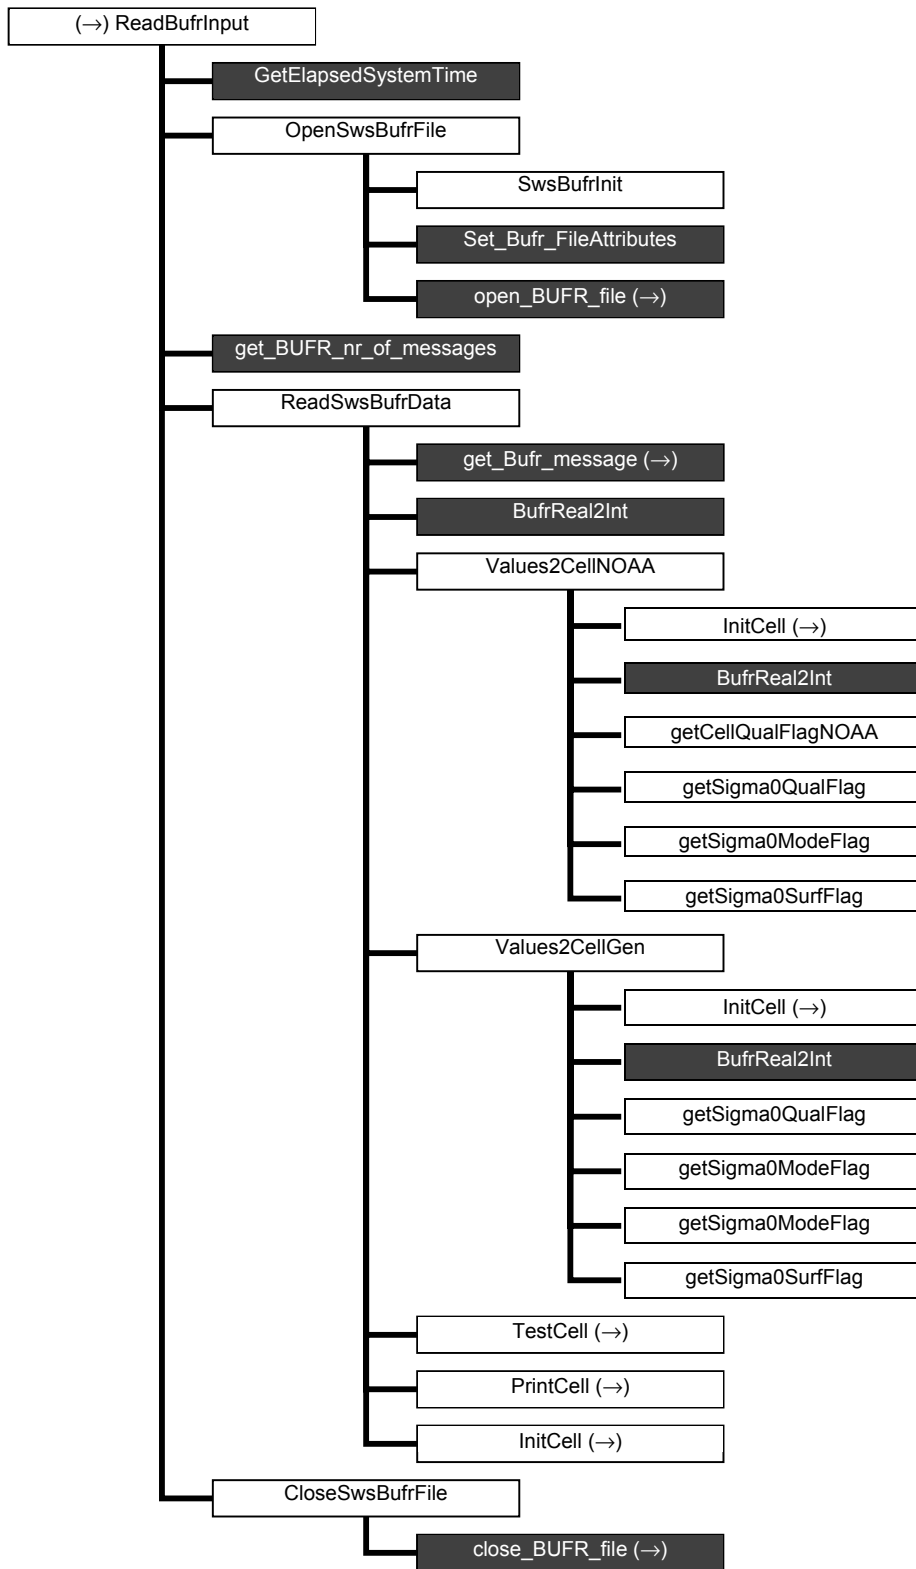 (→) ReadBufrInput
GetElapsedSystemTime
OpenSwsBufrFile
SwsBufrInit
Set_Bufr_FileAttributes
open_BUFR_file (→)
get_BUFR_nr_of_messages
ReadSwsBufrData
get_Bufr_message (→)
BufrReal2Int
Values2CellNOAA
InitCell (→)
BufrReal2Int
getCellQualFlagNOAA
getSigma0QualFlag
getSigma0ModeFlag
getSigma0SurfFlag
Values2CellGen
InitCell (→)
BufrReal2Int
getSigma0QualFlag
getSigma0ModeFlag
getSigma0ModeFlag
getSigma0SurfFlag
TestCell (→)
PrintCell (→)
InitCell (→)
CloseSwsBufrFile
close_BUFR_file (→)